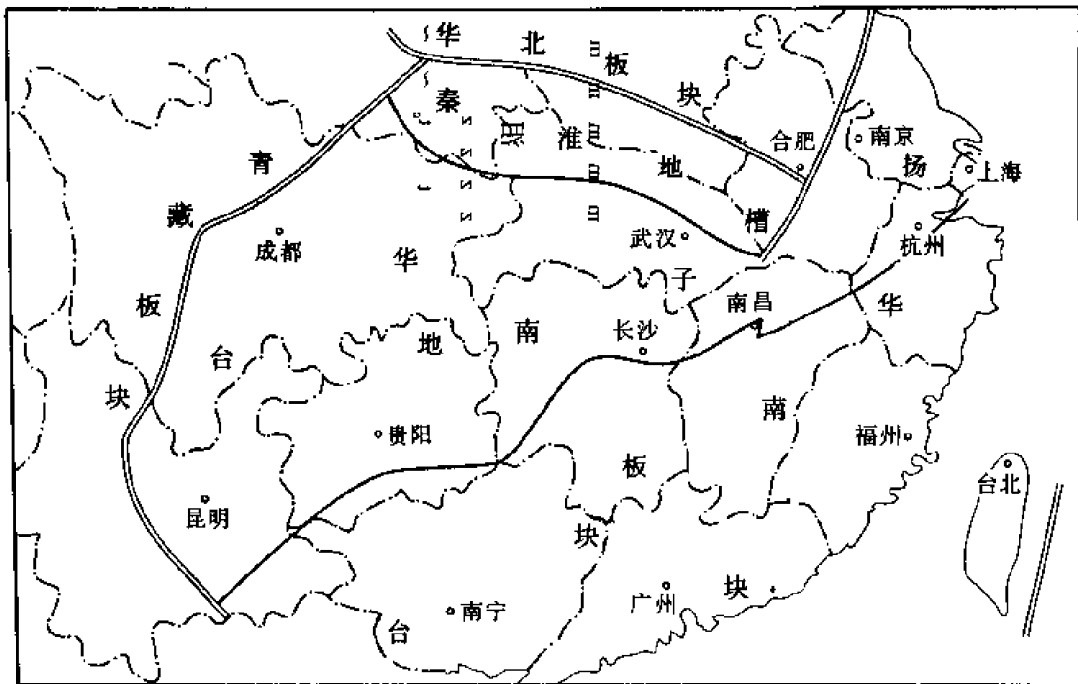 华北板块
秦淮地槽
青藏板块
扬子地台
华南板块
华南块台
合肥
南京
上海
杭州
成都
武汉
南昌
长沙
贵阳
福州
昆明
台北
南宁
广州